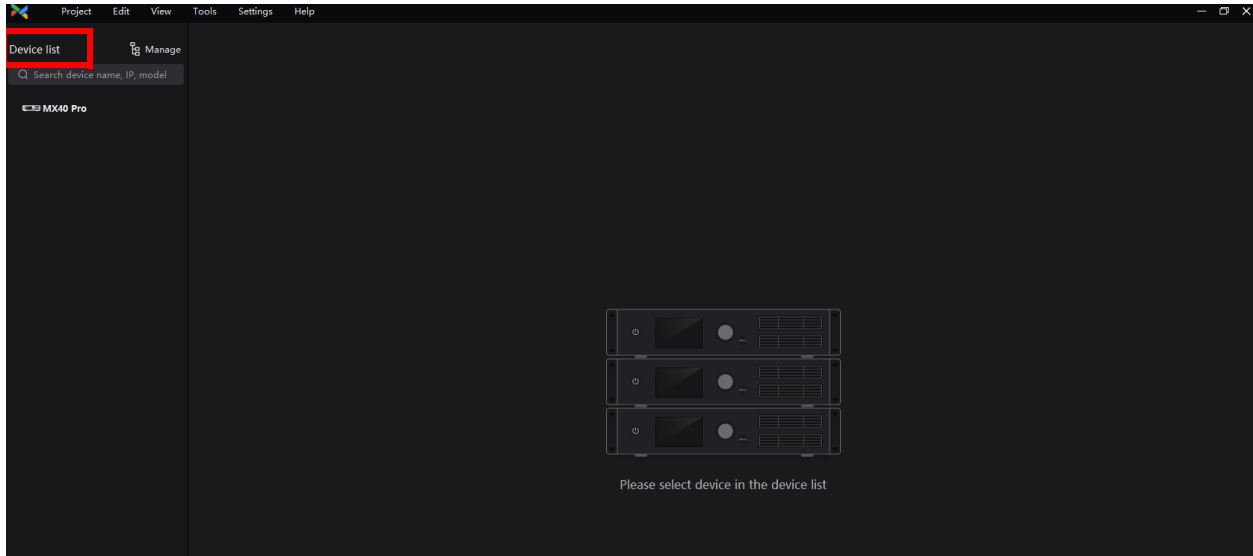 Project Edit View Tools Settings Help
Device list Manage
Search device name, IP, model
MX40 Pro
Please select device in the device list